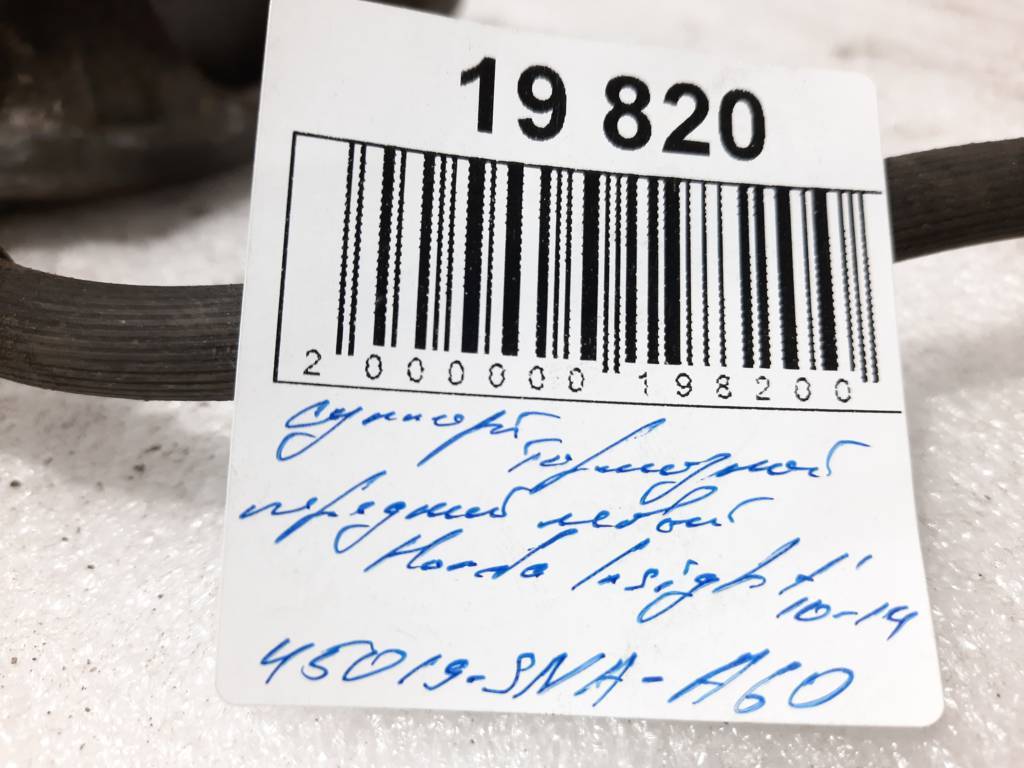 19 820
2 000000 198200
суппорт тормозной
передний левый
Honda Insight 10-14
45019-SNA-A60